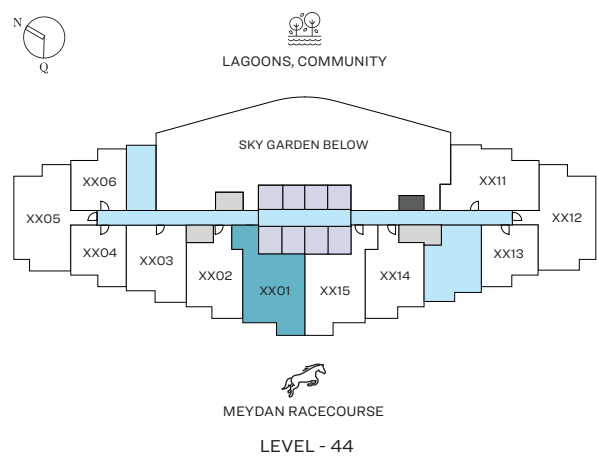 N
Q
LAGOONS, COMMUNITY
SKY GARDEN BELOW
XX06
XX11
XX05
XX12
XX04
XX03
XX02
XX01
XX15
XX14
XX13
MEYDAN RACECOURSE
LEVEL - 44